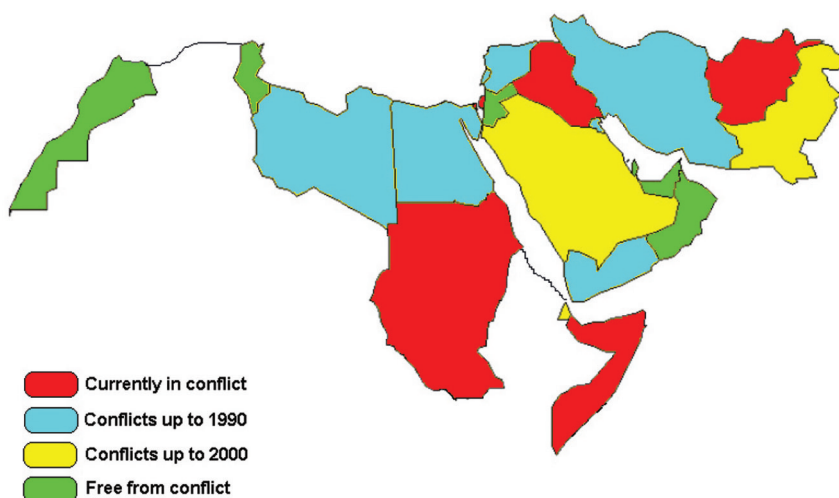 Currently in conflict
Conflicts up to 1990
Conflicts up to 2000
Free from conflict